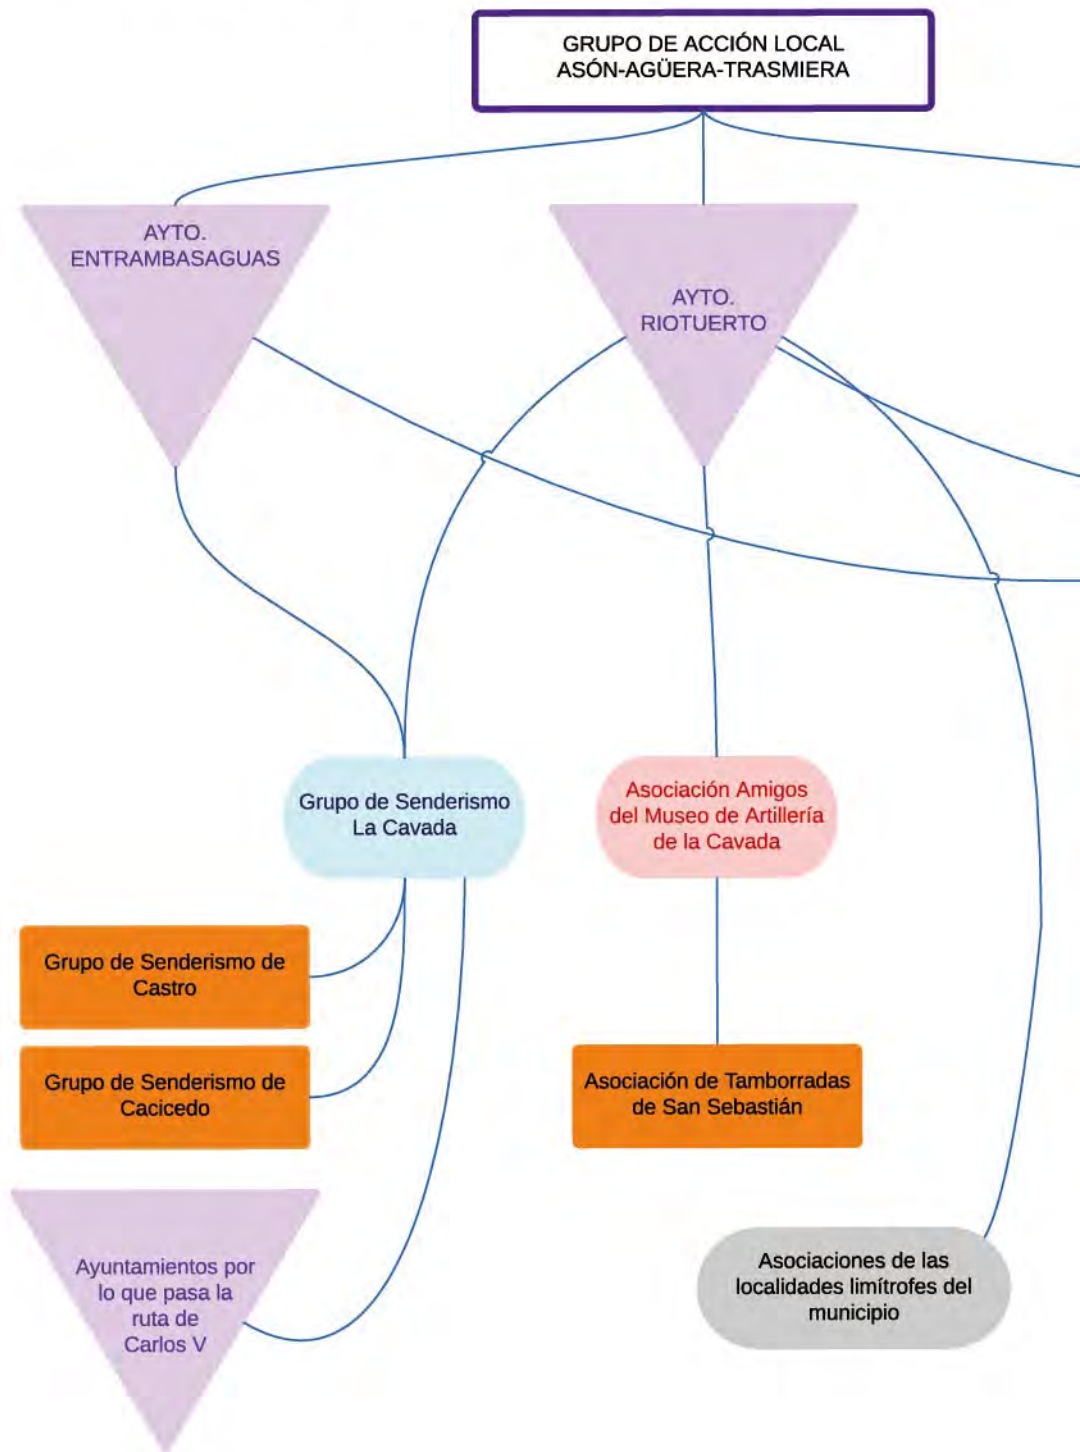 GRUPO DE ACCIÓN LOCAL
ASÓN-AGÜERA-TRASMIERA
AYTO.
ENTRAMBASAGUAS
AYTO.
RIOTUERTO
Grupo de Senderismo
La Cavada
Asociación Amigos
del Museo de Artillería
de la Cavada
Grupo de Senderismo de
Castro
Grupo de Senderismo de
Cacicedo
Asociación de Tamborradas
de San Sebastián
Ayuntamientos por
lo que pasa la
ruta de
Carlos V
Asociaciones de las
localidades limítrofes del
municipio